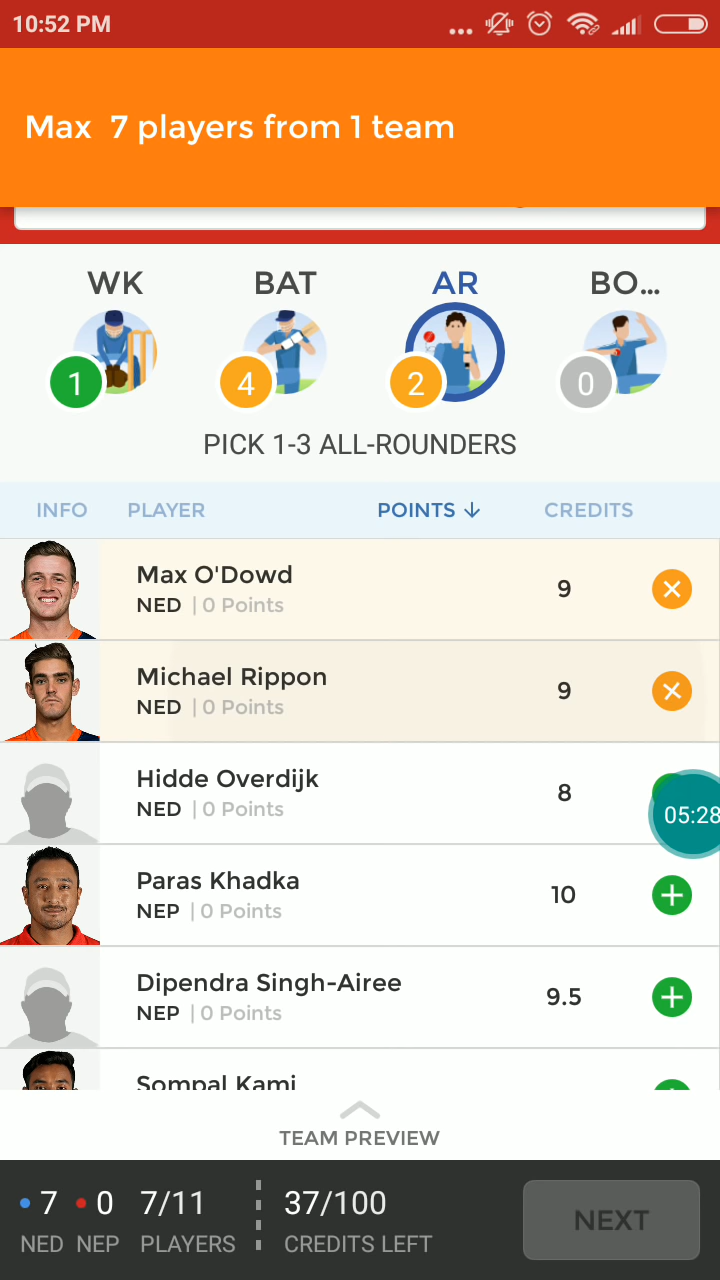 10:52 PM
Max 7 players from 1 team
WK BAT AR BO...
1 4 2 0
PICK 1-3 ALL-ROUNDERS
INFO PLAYER POINTS CREDITS
Max O'Dowd
9
NED | 0 Points
Michael Rippon
9
NED | 0 Points
Hidde Overdijk
8
NED | 0 Points
05:28
Paras Khadka
10
NEP | 0 Points
Dipendra Singh-Airee
9.5
NEP | 0 Points
Sompal Kami
TEAM PREVIEW
7 0 7/11 37/100
NED NEP PLAYERS CREDITS LEFT
NEXT